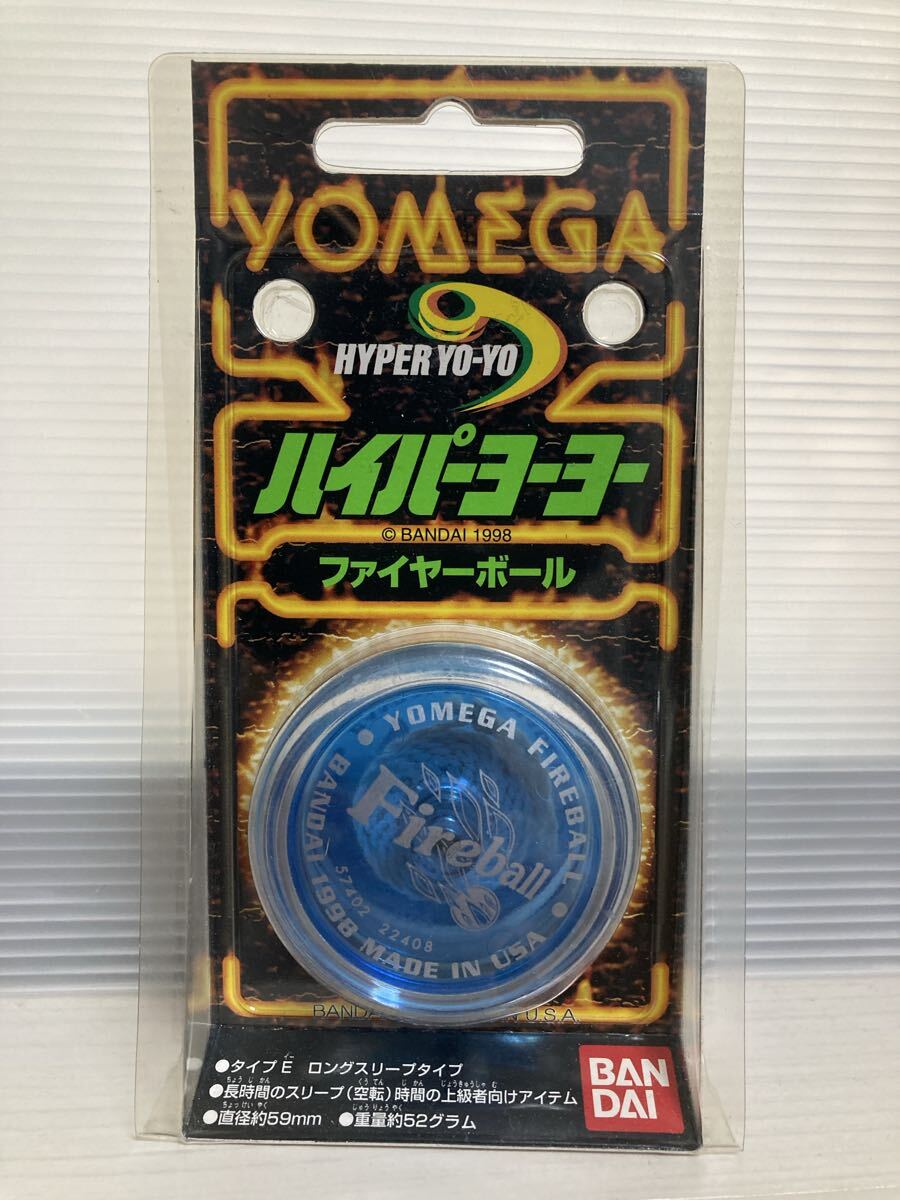 YOMEGA
HYPER YO-YO
ハイパーヨーヨー
© BANDAI 1998
ファイヤーボール
YOMEGA FIREBALL
Fireball
57402 22408
BANDAI 1998 MADE IN USA
BANDAI U.S.A.
●タイプE ロングスリープタイプ
●長時間のスリープ(空転)時間の上級者向けアイテム
●直径約59mm ●重量約52グラム
BAN
DAI